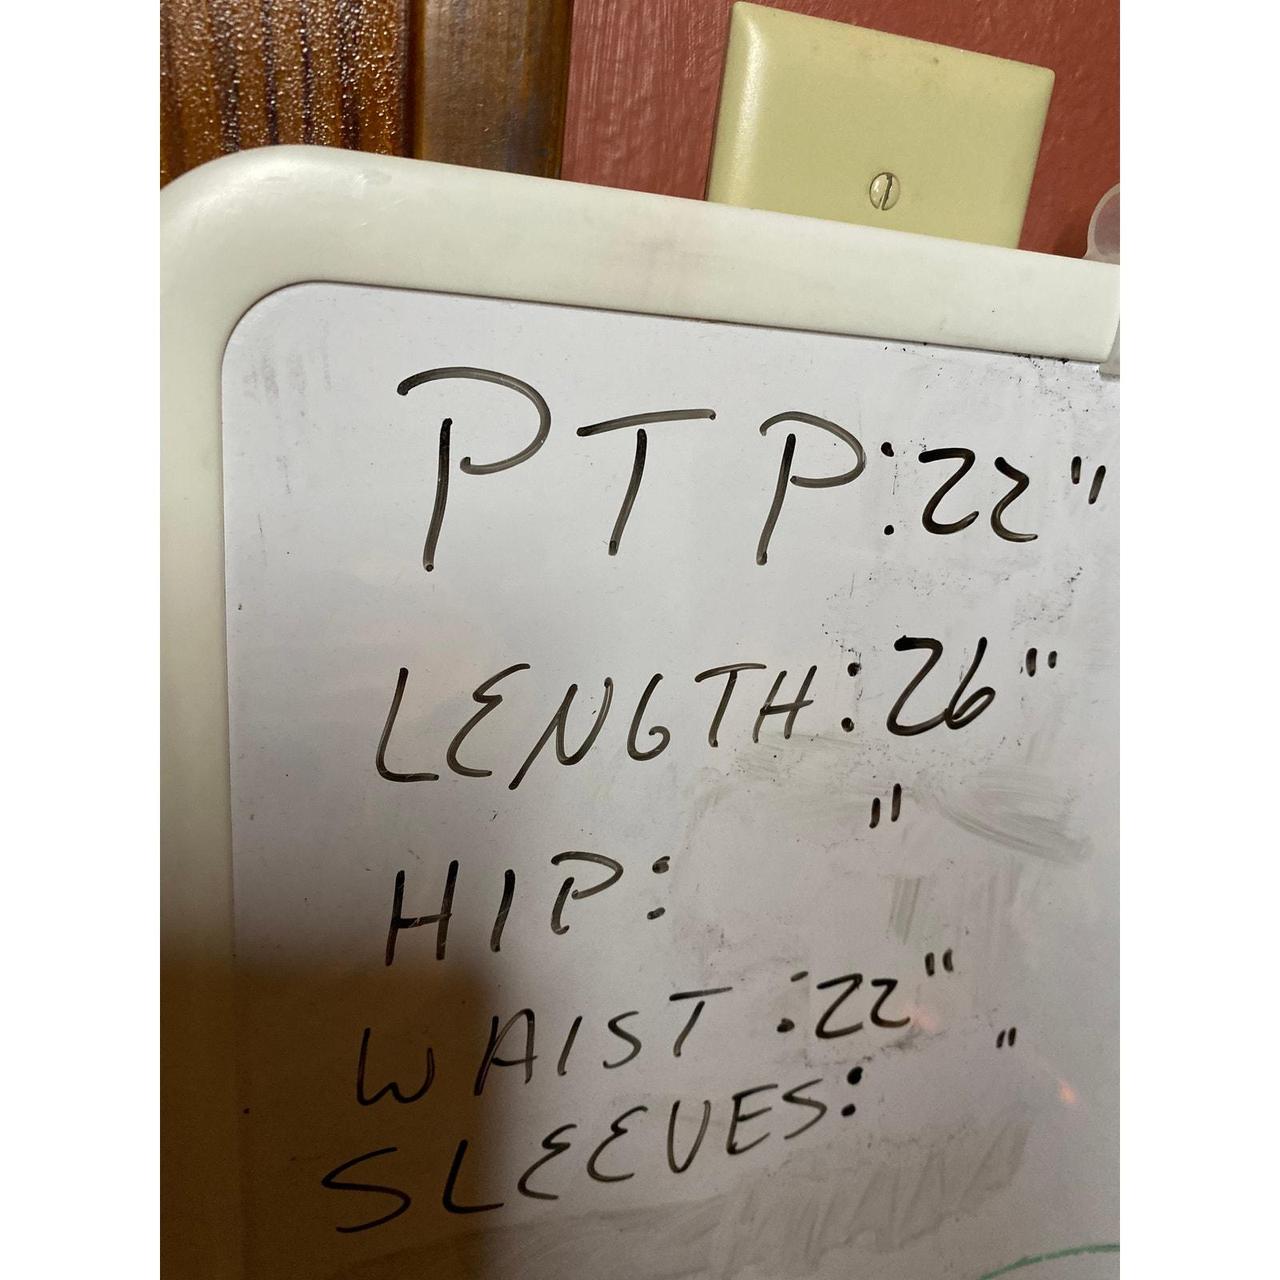 PTP: 22"
LENGTH: 26"
HIP: "
WAIST: 22"
SLEEVES: "